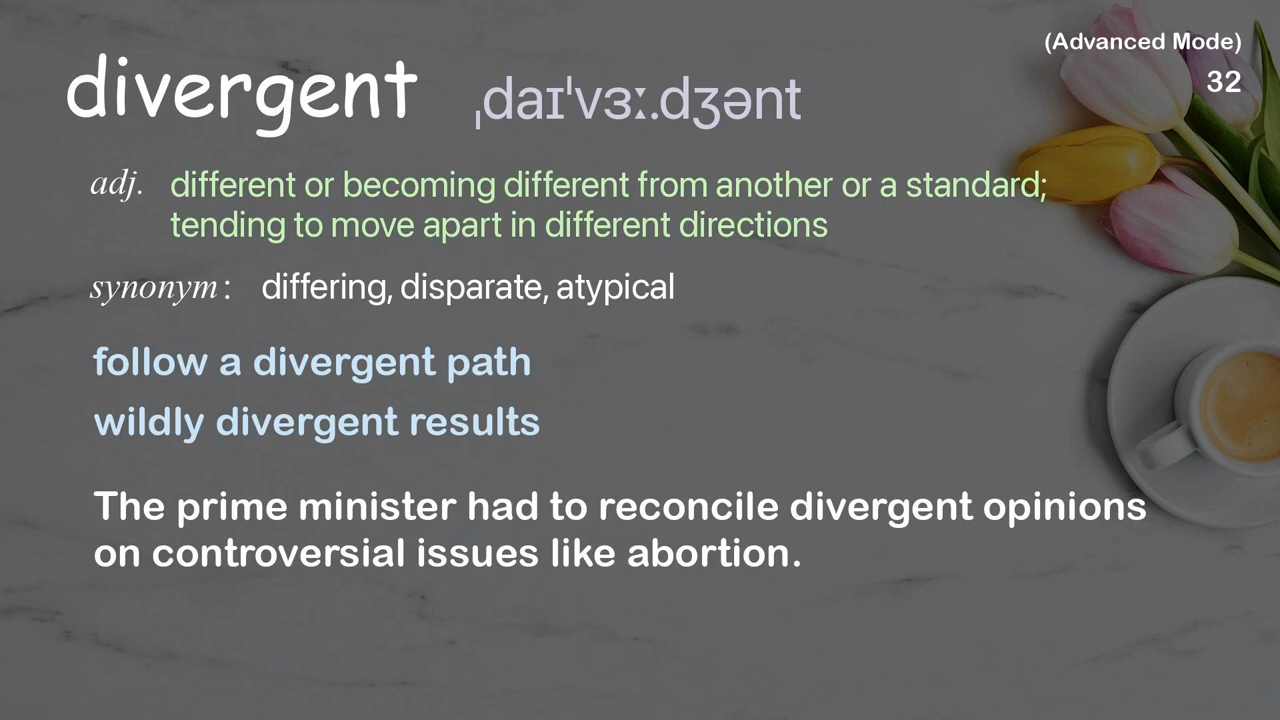 (Advanced Mode)
32
divergent ˌdaɪˈvɜː.dʒənt
adj. different or becoming different from another or a standard;
tending to move apart in different directions
synonym: differing, disparate, atypical
follow a divergent path
wildly divergent results
The prime minister had to reconcile divergent opinions
on controversial issues like abortion.